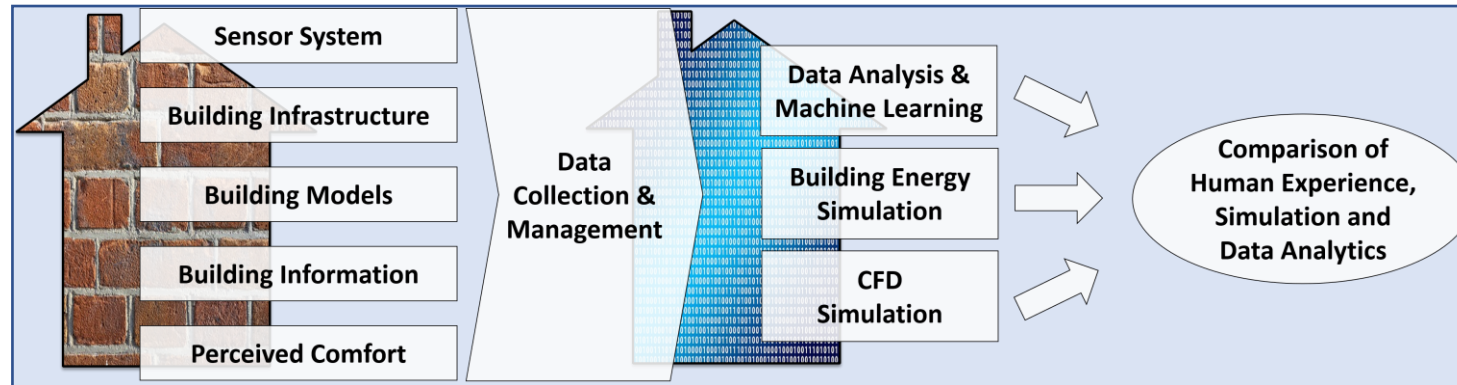 Sensor System
Building Infrastructure
Building Models
Building Information
Perceived Comfort
Data
Collection &
Management
Data Analysis &
Machine Learning
Building Energy
Simulation
CFD
Simulation
Comparison of
Human Experience,
Simulation and
Data Analytics